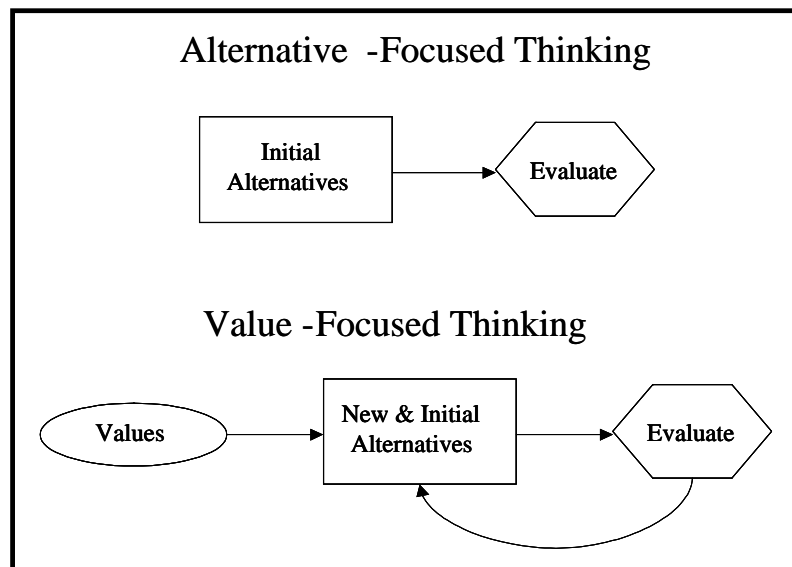 Alternative -Focused Thinking
Initial
Alternatives
Evaluate
Value -Focused Thinking
Values
New & Initial
Alternatives
Evaluate